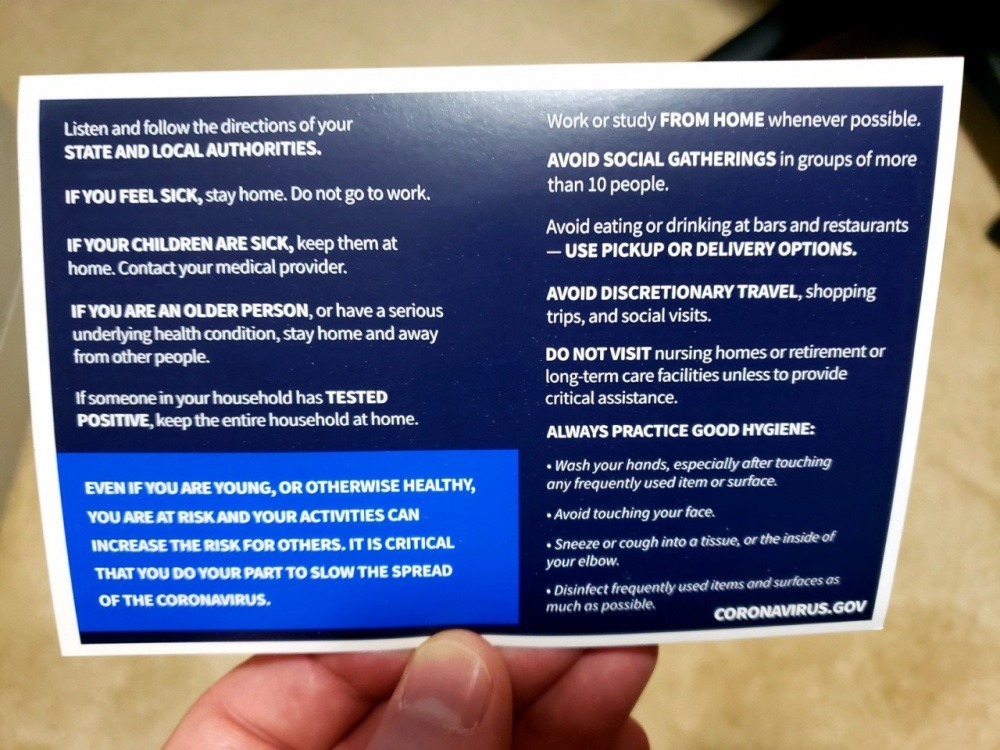 Listen and follow the directions of your
STATE AND LOCAL AUTHORITIES.
IF YOU FEEL SICK, stay home. Do not go to work.
IF YOUR CHILDREN ARE SICK, keep them at
home. Contact your medical provider.
IF YOU ARE AN OLDER PERSON, or have a serious
underlying health condition, stay home and away
from other people.
If someone in your household has TESTED
POSITIVE, keep the entire household at home.
EVEN IF YOU ARE YOUNG, OR OTHERWISE HEALTHY,
YOU ARE AT RISK AND YOUR ACTIVITIES CAN
INCREASE THE RISK FOR OTHERS. IT IS CRITICAL
THAT YOU DO YOUR PART TO SLOW THE SPREAD
OF THE CORONAVIRUS.
Work or study FROM HOME whenever possible.
AVOID SOCIAL GATHERINGS in groups of more
than 10 people.
Avoid eating or drinking at bars and restaurants
— USE PICKUP OR DELIVERY OPTIONS.
AVOID DISCRETIONARY TRAVEL, shopping
trips, and social visits.
DO NOT VISIT nursing homes or retirement or
long-term care facilities unless to provide
critical assistance.
ALWAYS PRACTICE GOOD HYGIENE:
• Wash your hands, especially after touching
any frequently used item or surface.
• Avoid touching your face.
• Sneeze or cough into a tissue, or the inside of
your elbow.
• Disinfect frequently used items and surfaces as
much as possible.
CORONAVIRUS.GOV